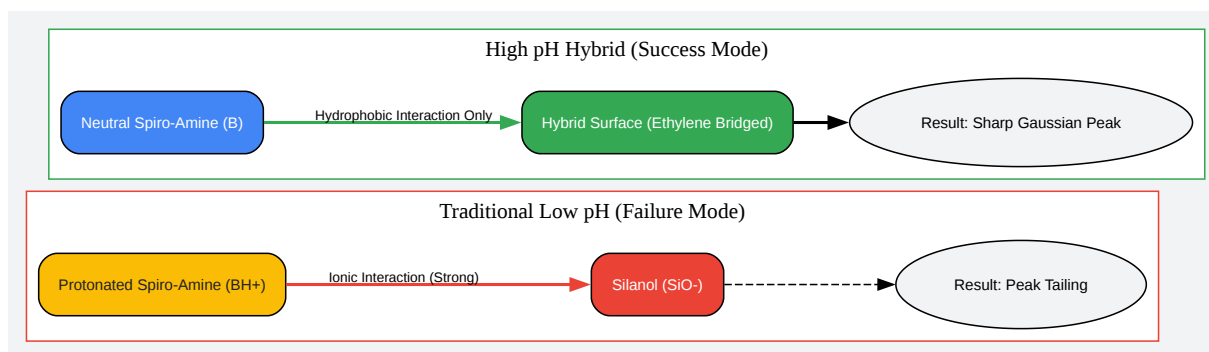 High pH Hybrid (Success Mode)
Neutral Spiro-Amine (B)
Hydrophobic Interaction Only
Hybrid Surface (Ethylene Bridged)
Result: Sharp Gaussian Peak
Traditional Low pH (Failure Mode)
Protonated Spiro-Amine (BH+)
Ionic Interaction (Strong)
Silanol (SiO-)
Result: Peak Tailing